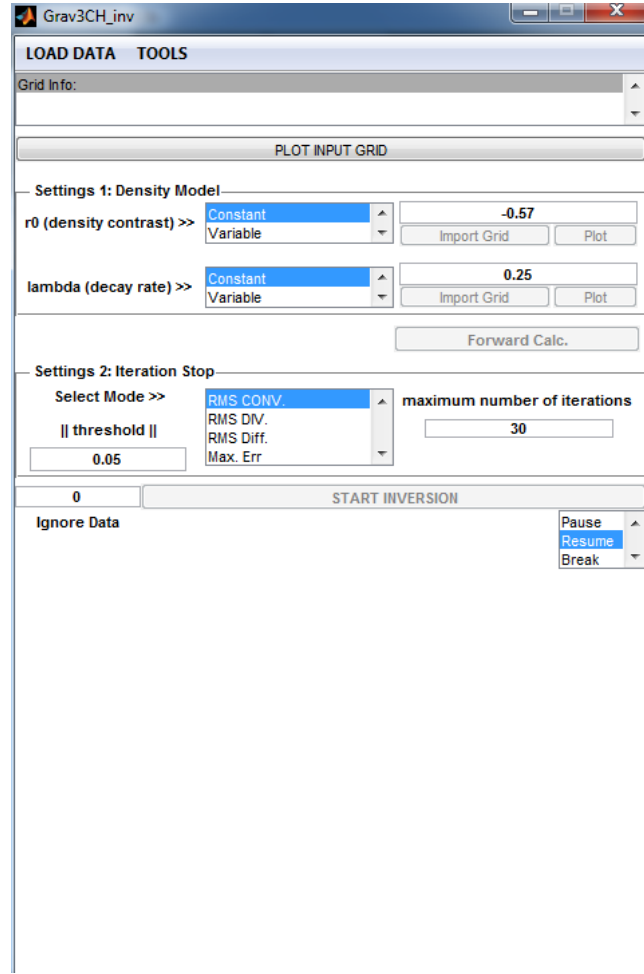 Grav3CH_inv
LOAD DATA TOOLS
Grid Info:
PLOT INPUT GRID
Settings 1: Density Model
r0 (density contrast) >> Constant -0.57
Variable Import Grid Plot
lambda (decay rate) >> Constant 0.25
Variable Import Grid Plot
Forward Calc.
Settings 2: Iteration Stop
Select Mode >> RMS CONV. maximum number of iterations
RMS DIV.
|| threshold || RMS Diff. 30
0.05 Max. Err
0 START INVERSION
Ignore Data Pause
Resume
Break